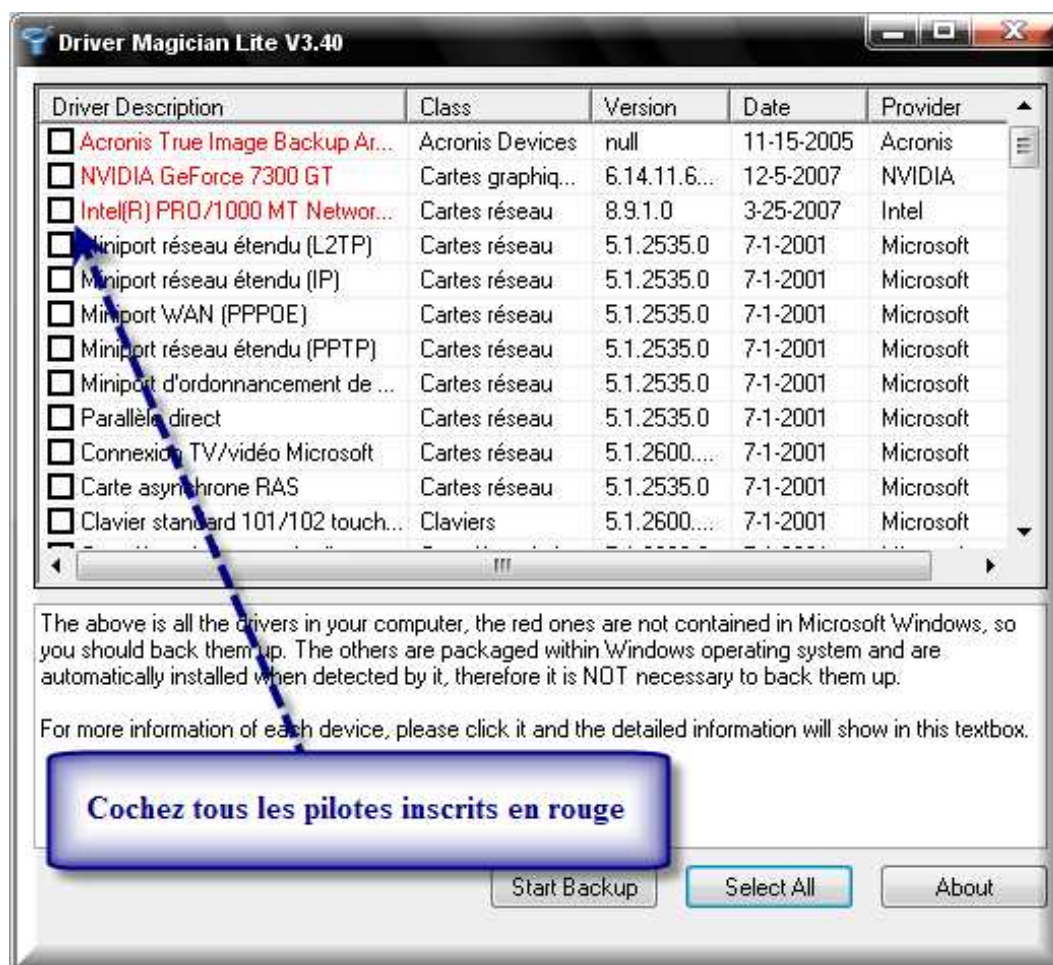 Driver Magician Lite V3.40
Driver Description Class Version Date Provider
Acronis True Image Backup Ar... Acronis Devices null 11-15-2005 Acronis
NVIDIA GeForce 7300 GT Cartes graphiq... 6.14.11.6... 12-5-2007 NVIDIA
Intel(R) PRO/1000 MT Networ... Cartes réseau 8.9.1.0 3-25-2007 Intel
Miniport réseau étendu (L2TP) Cartes réseau 5.1.2535.0 7-1-2001 Microsoft
Miniport réseau étendu (IP) Cartes réseau 5.1.2535.0 7-1-2001 Microsoft
Miniport WAN (PPPOE) Cartes réseau 5.1.2535.0 7-1-2001 Microsoft
Miniport réseau étendu (PPTP) Cartes réseau 5.1.2535.0 7-1-2001 Microsoft
Miniport d'ordonnancement de ... Cartes réseau 5.1.2535.0 7-1-2001 Microsoft
Parallèle direct Cartes réseau 5.1.2535.0 7-1-2001 Microsoft
Connexion TV/vidéo Microsoft Cartes réseau 5.1.2600.... 7-1-2001 Microsoft
Carte asynchrone RAS Cartes réseau 5.1.2535.0 7-1-2001 Microsoft
Clavier standard 101/102 touch... Claviers 5.1.2600.... 7-1-2001 Microsoft
The above is all the drivers in your computer, the red ones are not contained in Microsoft Windows, so
you should back them up. The others are packaged within Windows operating system and are
automatically installed when detected by it, therefore it is NOT necessary to back them up.
For more information of each device, please click it and the detailed information will show in this textbox.
Cochez tous les pilotes inscrits en rouge
Start Backup Select All About